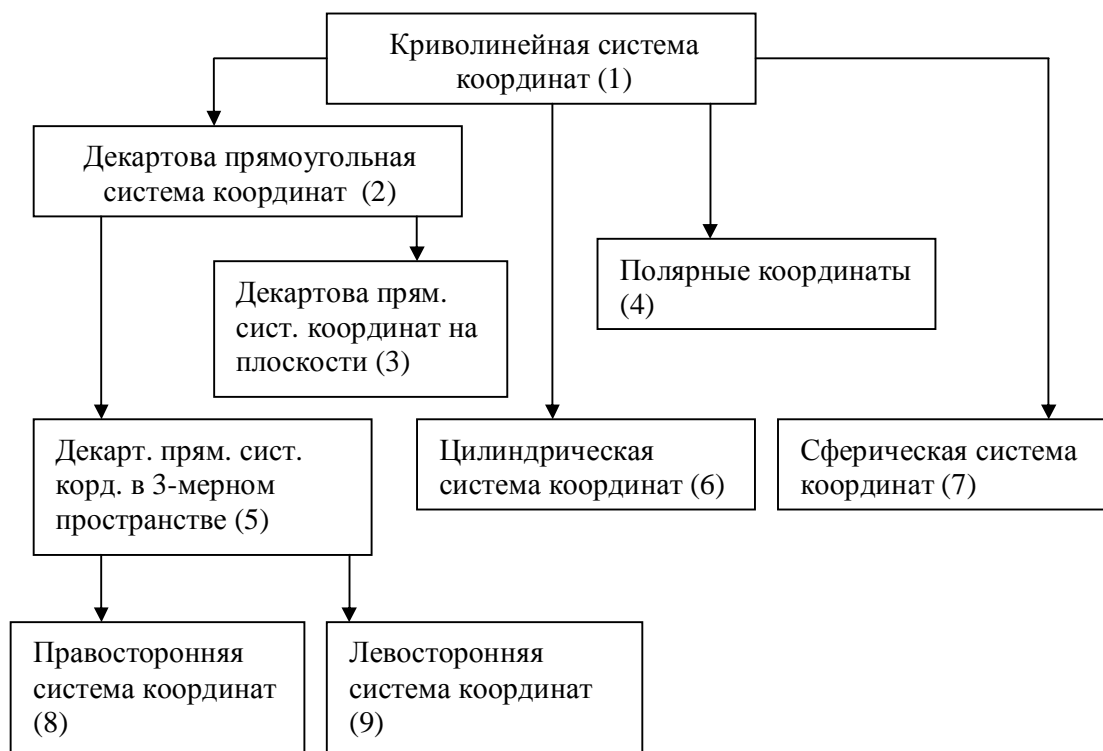 Криволинейная система
координат (1)
Декартова прямоугольная
система координат (2)
Декартова прям.
сист. координат на
плоскости (3)
Полярные координаты
(4)
Декарт. прям. сист.
корд. в 3-мерном
пространстве (5)
Цилиндрическая
система координат (6)
Сферическая система
координат (7)
Правосторонняя
система координат
(8)
Левосторонняя
система координат
(9)